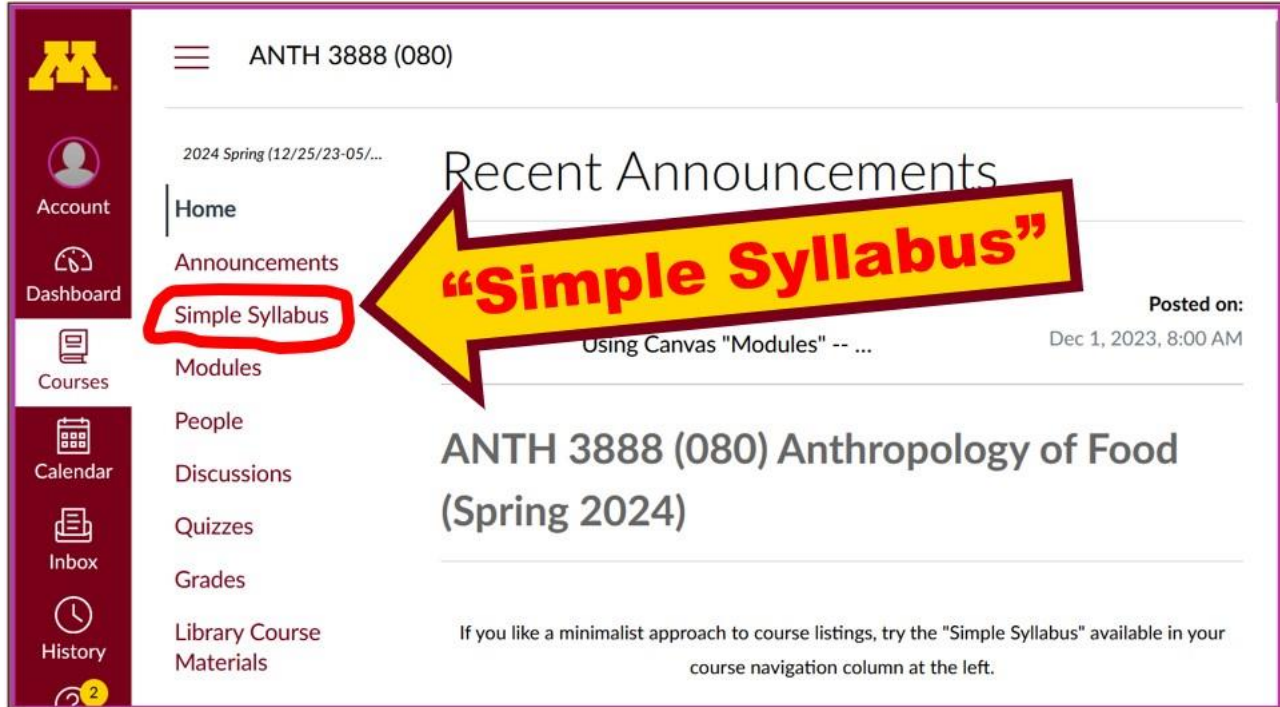 M
ANTH 3888 (080)
Account
Dashboard
Courses
Calendar
Inbox
History
2
2024 Spring (12/25/23-05/...
Home
Announcements
Simple Syllabus
Modules
People
Discussions
Quizzes
Grades
Library Course
Materials
Recent Announcements
“Simple Syllabus”
Using Canvas "Modules" -- ...
Posted on:
Dec 1, 2023, 8:00 AM
ANTH 3888 (080) Anthropology of Food
(Spring 2024)
If you like a minimalist approach to course listings, try the "Simple Syllabus" available in your
course navigation column at the left.